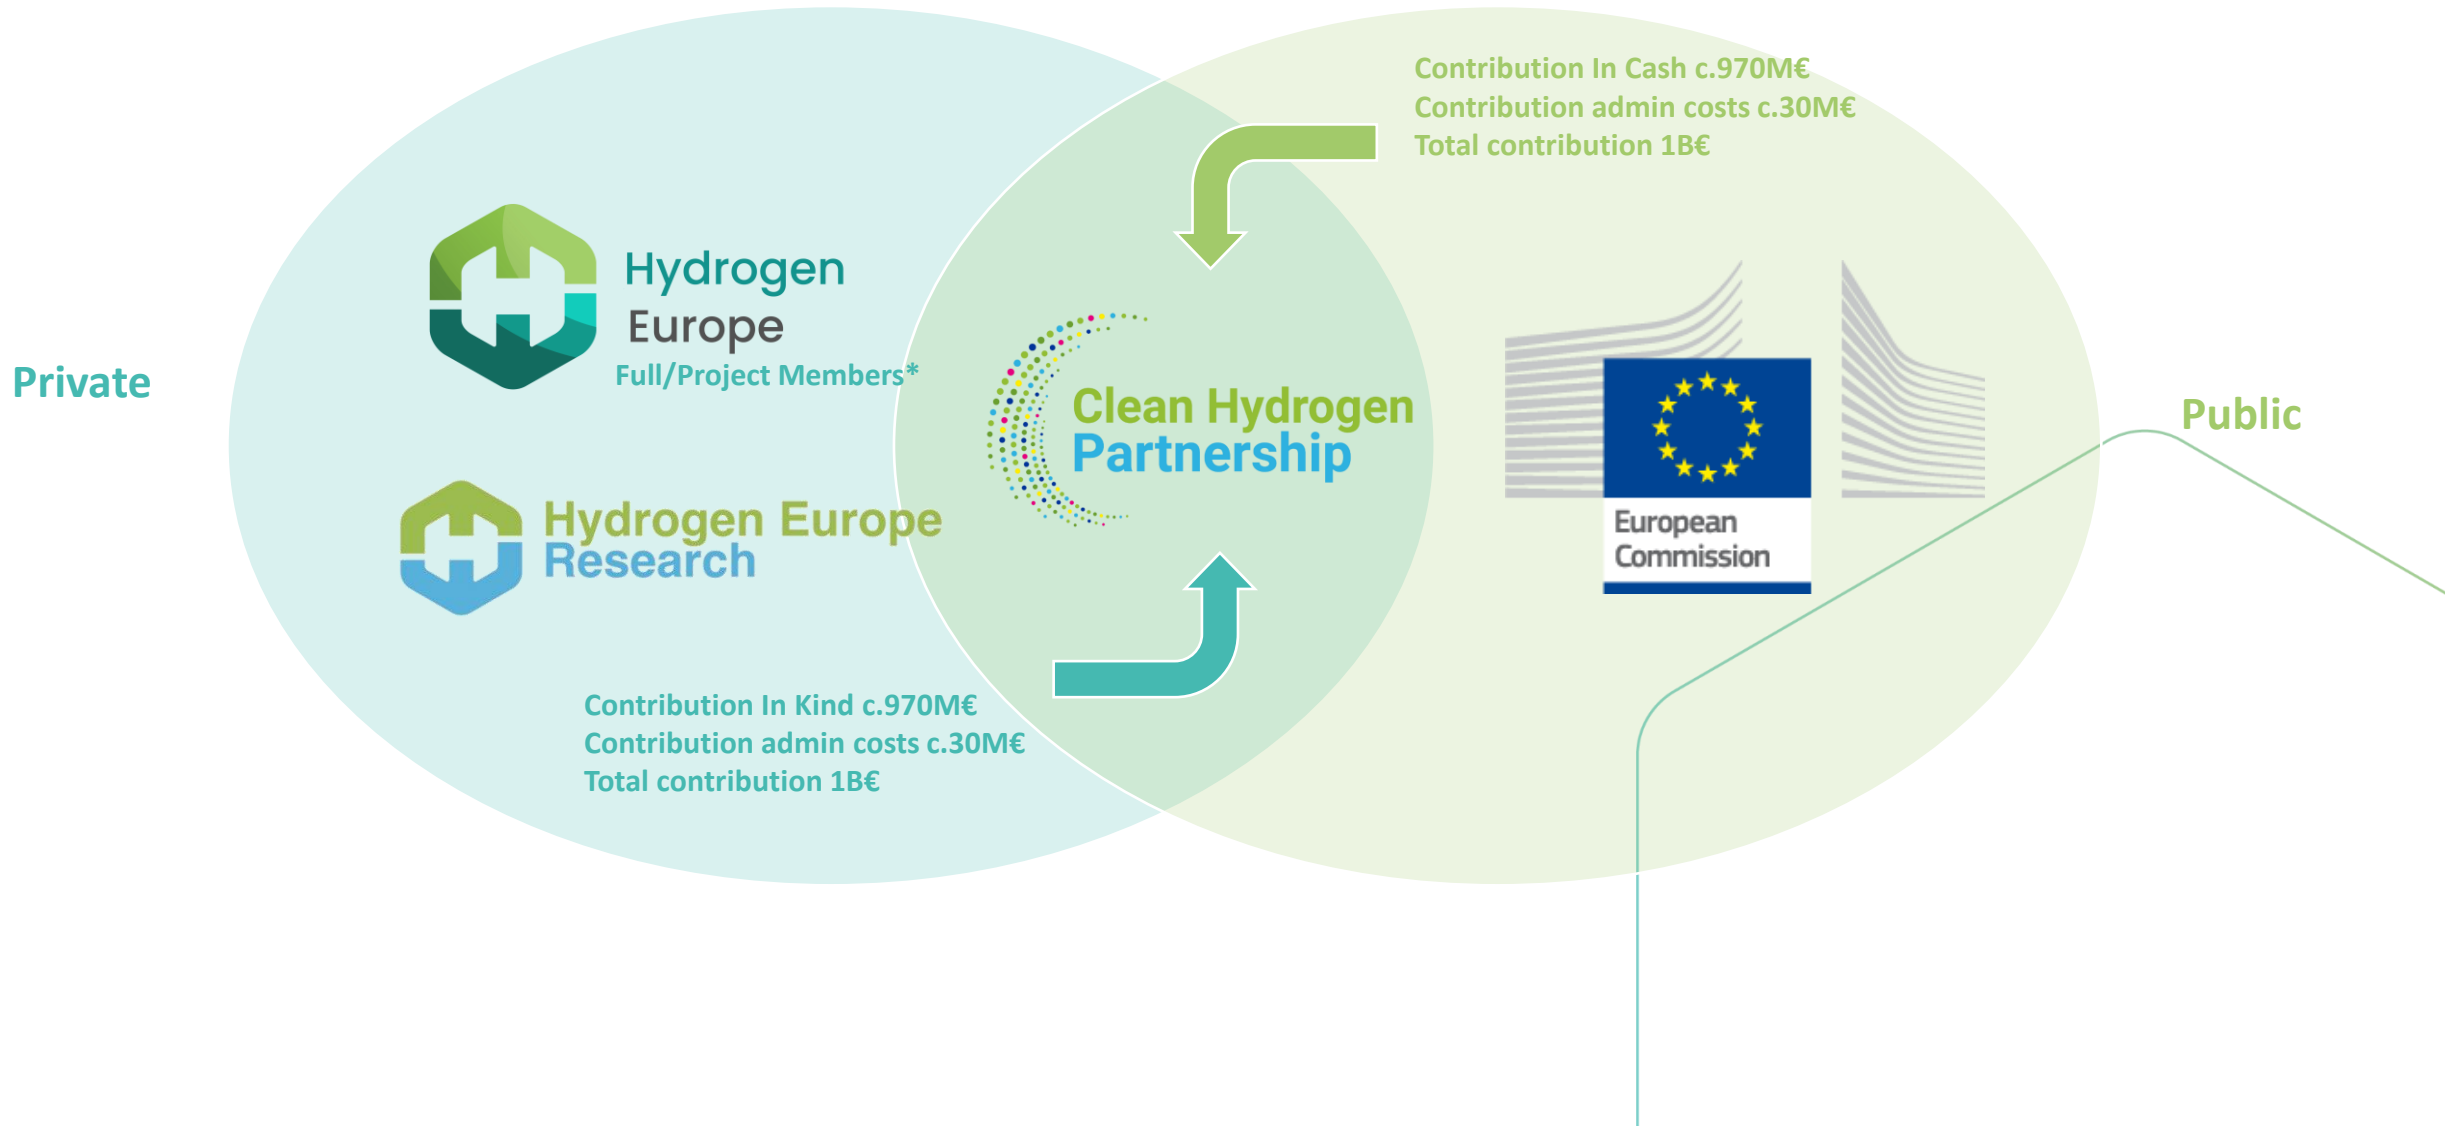 Contribution In Cash c.970M€
Contribution admin costs c.30M€
Total contribution 1B€
Private
Hydrogen
Europe
Full/Project Members*
Hydrogen Europe
Research
Clean Hydrogen
Partnership
European
Commission
Public
Contribution In Kind c.970M€
Contribution admin costs c.30M€
Total contribution 1B€